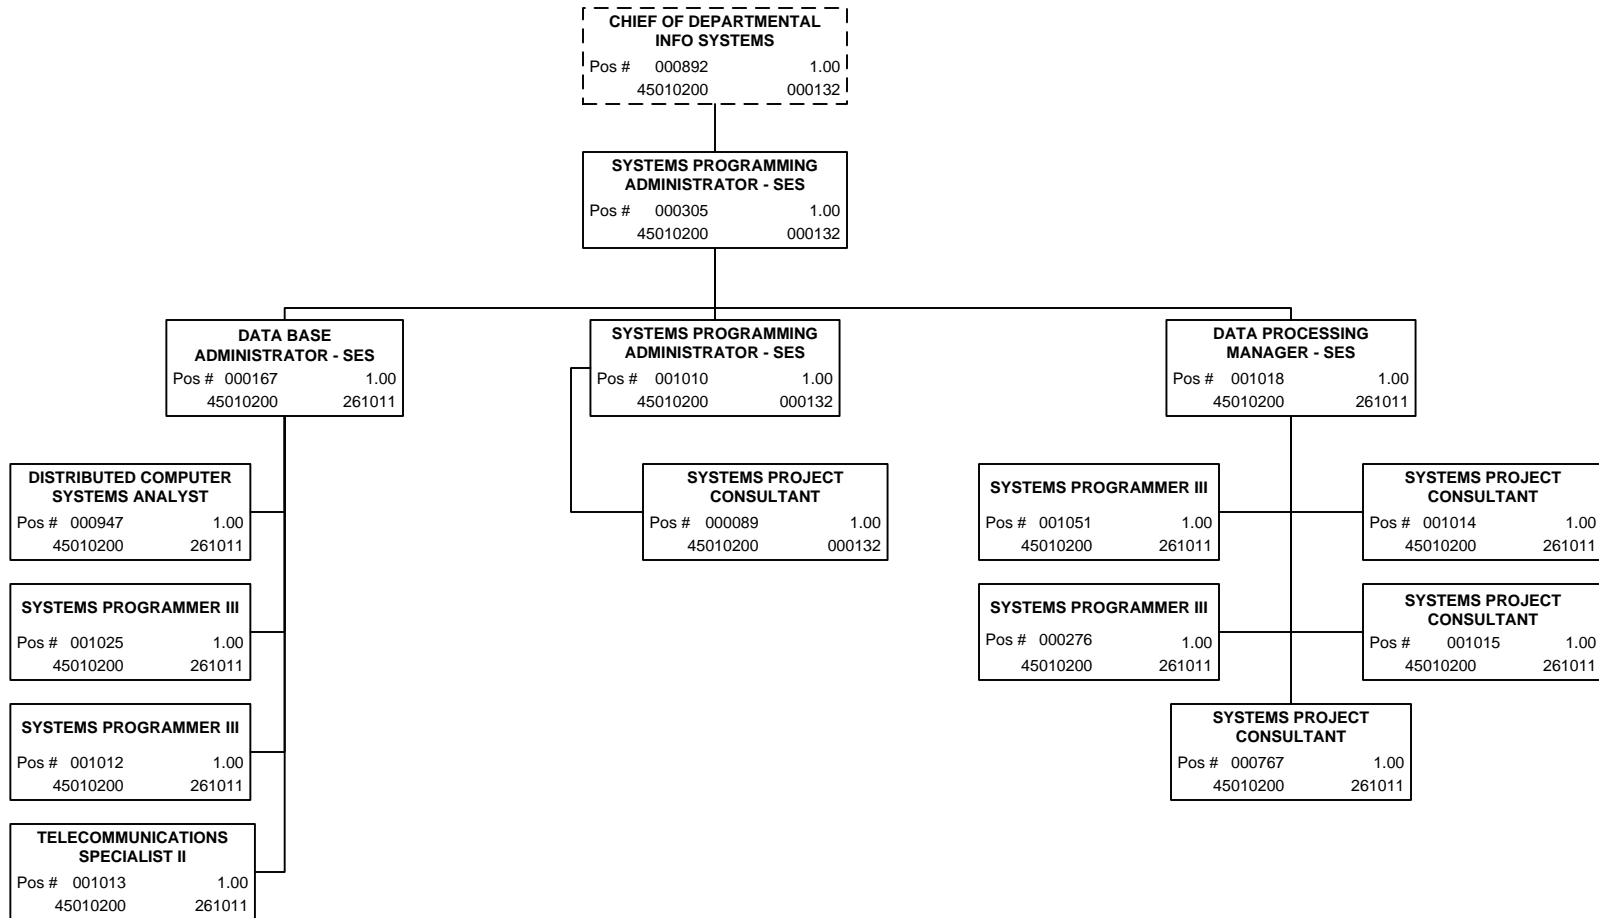 CHIEF OF DEPARTMENTAL
INFO SYSTEMS
Pos # 000892 1.00
45010200 000132
SYSTEMS PROGRAMMING
ADMINISTRATOR - SES
Pos # 000305 1.00
45010200 000132
DATA BASE
ADMINISTRATOR - SES
Pos # 000167 1.00
45010200 261011
SYSTEMS PROGRAMMING
ADMINISTRATOR - SES
Pos # 001010 1.00
45010200 000132
DATA PROCESSING
MANAGER - SES
Pos # 001018 1.00
45010200 261011
DISTRIBUTED COMPUTER
SYSTEMS ANALYST
Pos # 000947 1.00
45010200 261011
SYSTEMS PROJECT
CONSULTANT
Pos # 000089 1.00
45010200 000132
SYSTEMS PROGRAMMER III
Pos # 001051 1.00
45010200 261011
SYSTEMS PROJECT
CONSULTANT
Pos # 001014 1.00
45010200 261011
SYSTEMS PROGRAMMER III
Pos # 001025 1.00
45010200 261011
SYSTEMS PROGRAMMER III
Pos # 000276 1.00
45010200 261011
SYSTEMS PROJECT
CONSULTANT
Pos # 001015 1.00
45010200 261011
SYSTEMS PROGRAMMER III
Pos # 001012 1.00
45010200 261011
SYSTEMS PROJECT
CONSULTANT
Pos # 000767 1.00
45010200 261011
TELECOMMUNICATIONS
SPECIALIST II
Pos # 001013 1.00
45010200 261011